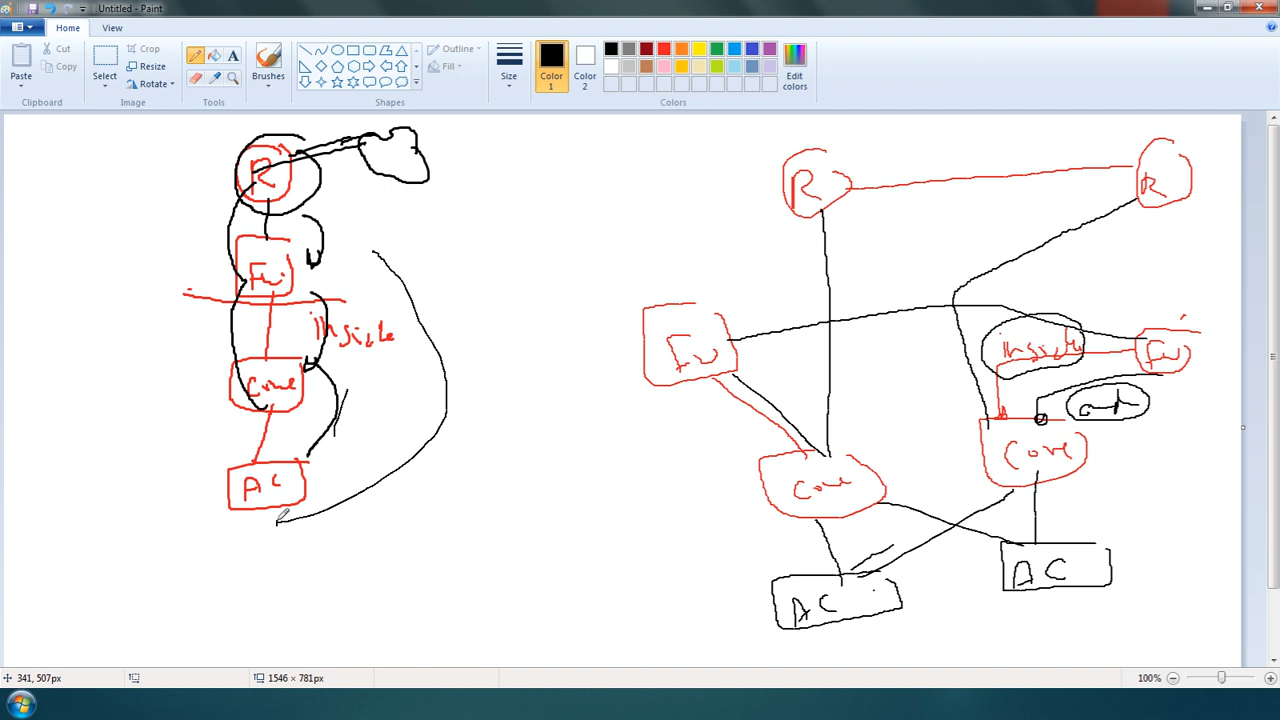 Untitled - Paint
Home
View
Paste
Cut
Copy
Clipboard
Select
Crop
Resize
Rotate
Image
A
Tools
Brushes
Outline
Fill
Shapes
Size
Color
1
Color
2
Edit
colors
Colors
R
Fw
inside
Core
AC
R
R
Fw
inside
Fw
out
Core
Core
AC
AC
341, 507px
1546 × 781px
100%